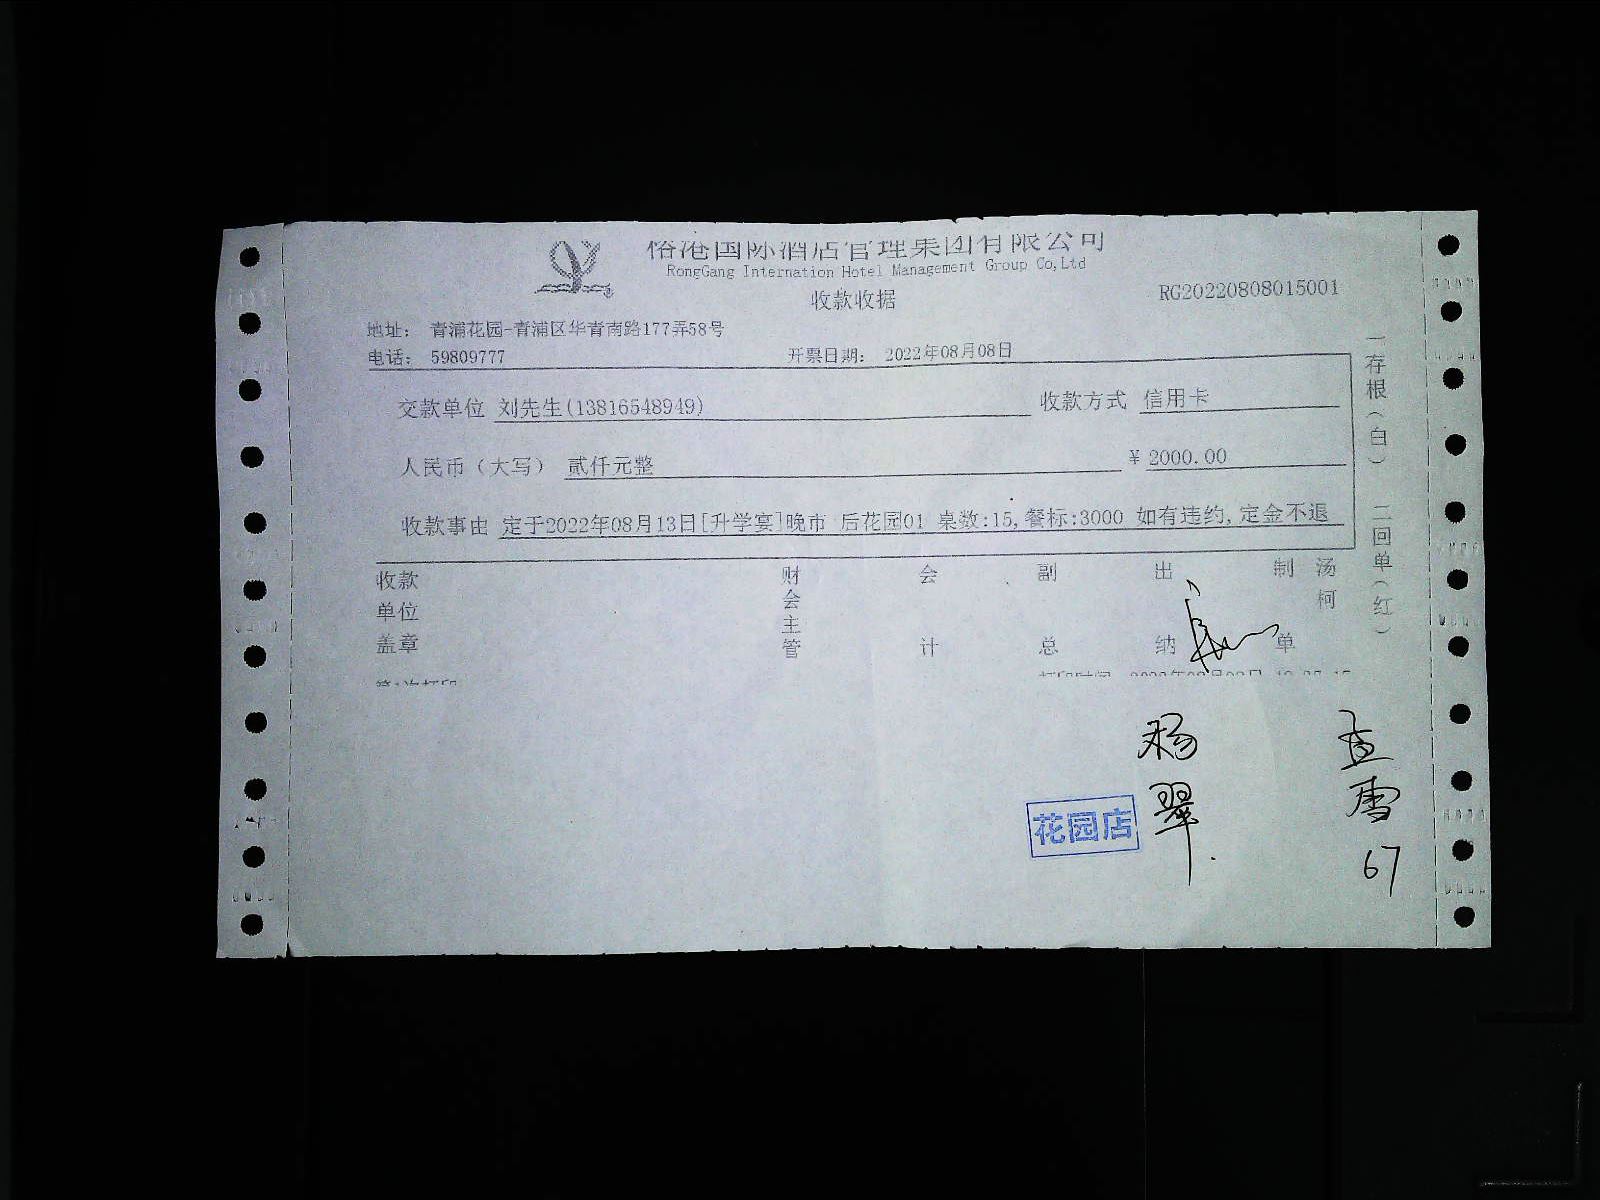 国际酒店管理集团有限公司
RongGang Internation Hotel Management Group Co,Ltd
收款收据
RG20220808015001
地址： 青浦花园-青浦区华青南路177弄58号
电话： 59809777 开票日期： 2022年08月08日
交款单位 刘先生(13816548949) 收款方式 信用卡
人民币（大写） 贰仟元整 ￥2000.00
收款事由 定于2022年08月13日[升学宴]晚市 后花园01 桌数:15,餐标:3000 如有违约,定金不退
收款单位盖章 财会主管 会计 副总 出纳 制单 汤柯
一存根（白） 二回单（红）
杨翠
花园店
67